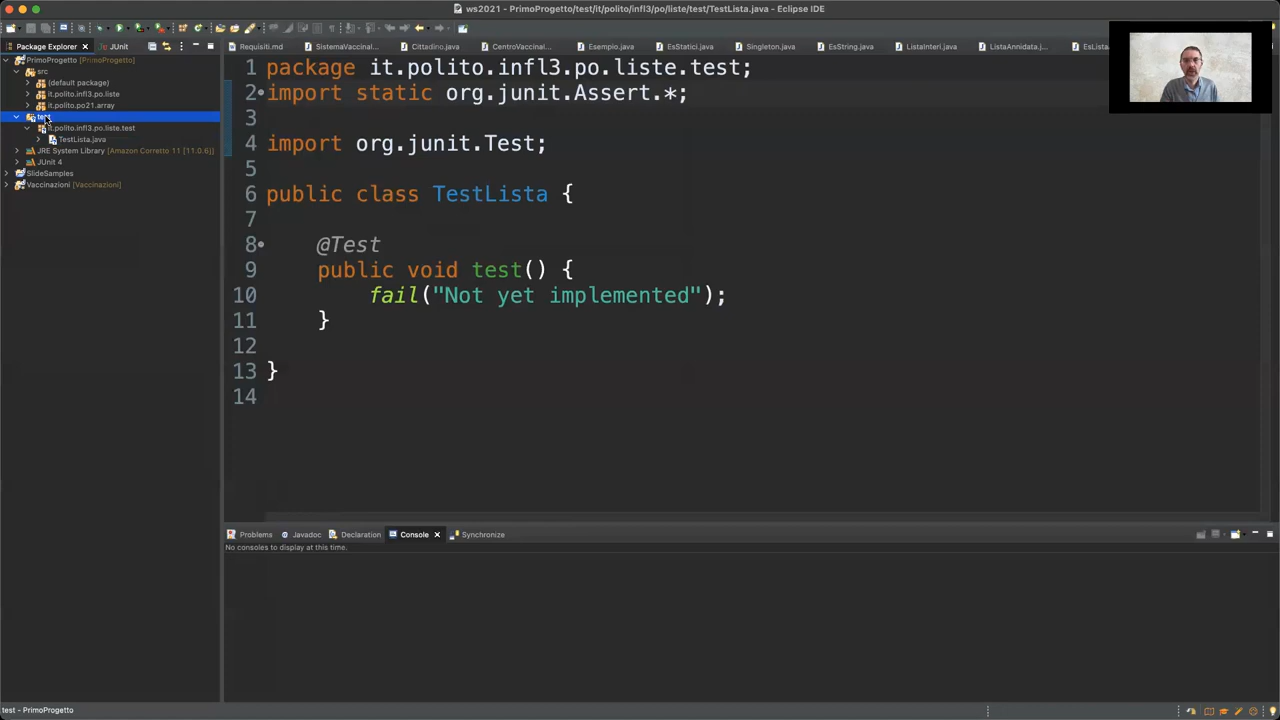 ws2021 - PrimoProgetto/test/it/polito/infl3/po/liste/test/TestLista.java - Eclipse IDE
Package Explorer
JUnit
Requisiti.md
SistemaVaccinal...
Cittadino.java
CentroVaccinal...
Esempio.java
EsStatici.java
Singleton.java
EsString.java
ListaInteri.java
ListaAnnidata.j...
EsLista
PrimoProgetto [PrimoProgetto]
src
(default package)
it.polito.infl3.po.liste
it.polito.po21.array
it.polito.infl3.po.liste.test
TestLista.java
JRE System Library [Amazon Corretto 11 [11.0.6]]
JUnit 4
SlideSamples
Vaccinazioni [Vaccinazioni]
1 package it.polito.infl3.po.liste.test;
2 import static org.junit.Assert.*;
3
4 import org.junit.Test;
5
6 public class TestLista {
7
8 @Test
9 public void test() {
10 fail("Not yet implemented");
11 }
12
13 }
14
Problems
Javadoc
Declaration
Console
Synchronize
No consoles to display at this time.
test - PrimoProgetto